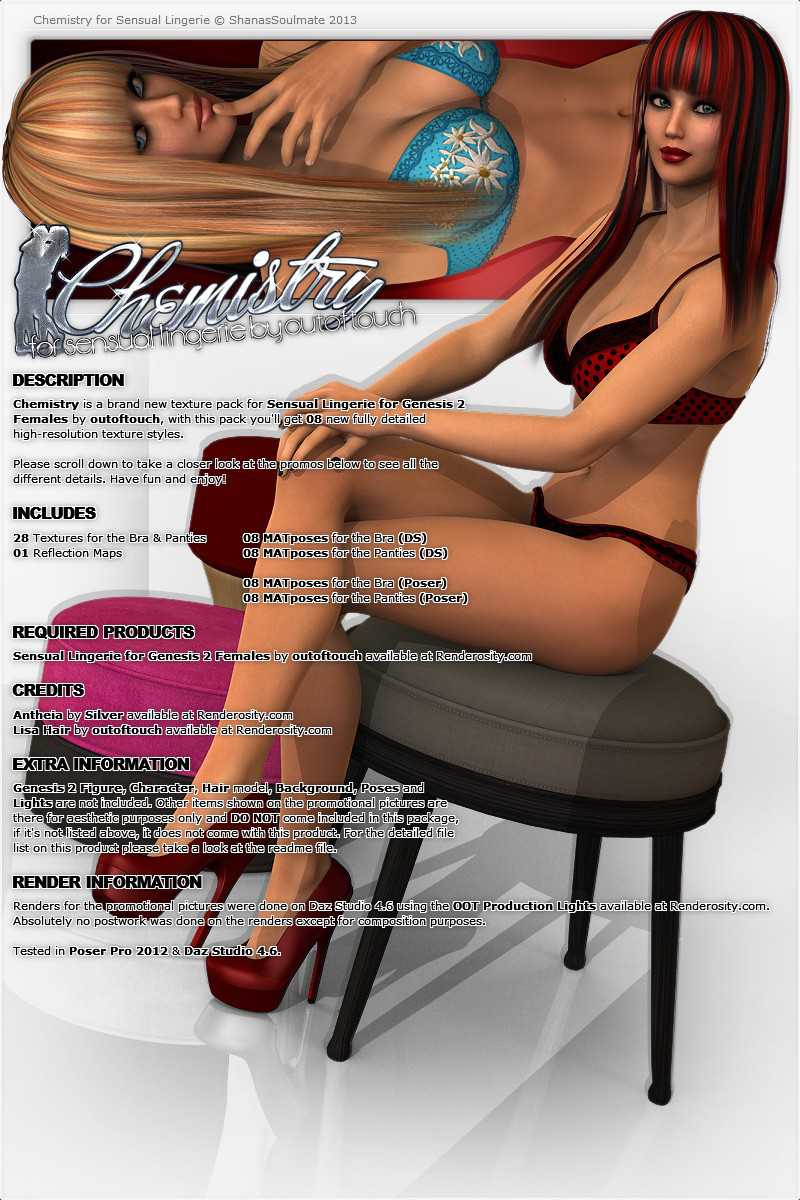 Chemistry for Sensual Lingerie © ShanasSoulmate 2013
Chemistry
for sensual lingerie by outoftouch
DESCRIPTION
Chemistry is a brand new texture pack for Sensual Lingerie for Genesis 2
Females by outoftouch, with this pack you'll get 08 new fully detailed
high-resolution texture styles.
Please scroll down to take a closer look at the promos below to see all the
different details. Have fun and enjoy!
INCLUDES
28 Textures for the Bra & Panties
01 Reflection Maps
08 MATposes for the Bra (DS)
08 MATposes for the Panties (DS)
08 MATposes for the Bra (Poser)
08 MATposes for the Panties (Poser)
REQUIRED PRODUCTS
Sensual Lingerie for Genesis 2 Females by outoftouch available at Renderosity.com
CREDITS
Antheia by Silver available at Renderosity.com
Lisa Hair by outoftouch available at Renderosity.com
EXTRA INFORMATION
Genesis 2 Figure, Character, Hair model, Background, Poses and
Lights are not included. Other items shown on the promotional pictures are
there for aesthetic purposes only and DO NOT come included in this package,
if it's not listed above, it does not come with this product. For the detailed file
list on this product please take a look at the readme file.
RENDER INFORMATION
Renders for the promotional pictures were done on Daz Studio 4.6 using the OOT Production Lights available at Renderosity.com.
Absolutely no postwork was done on the renders except for composition purposes.
Tested in Poser Pro 2012 & Daz Studio 4.6.